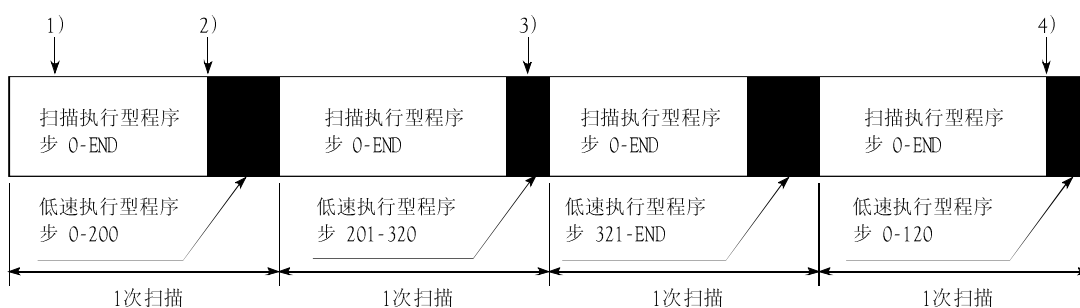 1)
2)
3)
4)
扫描执行型程序
步 0-END
扫描执行型程序
步 0-END
扫描执行型程序
步 0-END
扫描执行型程序
步 0-END
低速执行型程序
步 0-200
低速执行型程序
步 201-320
低速执行型程序
步 321-END
低速执行型程序
步 0-120
1次扫描
1次扫描
1次扫描
1次扫描